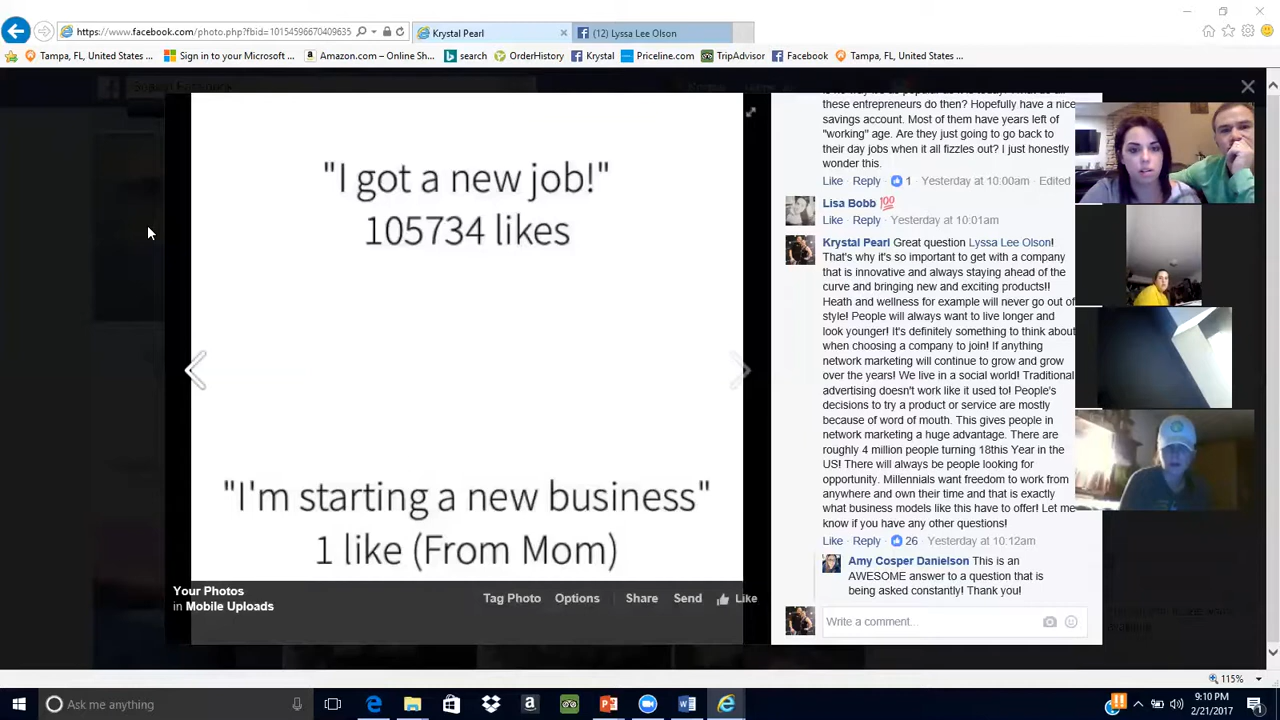 https://www.facebook.com/photo.php?fbid=10154596670409635
Krystal Pearl
(12) Lyssa Lee Olson
Tampa, FL, United States ...
Sign in to your Microsoft ...
Amazon.com – Online Sh...
search
OrderHistory
Krystal
Priceline.com
TripAdvisor
Facebook
Tampa, FL, United States ...
"I got a new job!"
105734 likes
"I'm starting a new business"
1 like (From Mom)
Your Photos
in Mobile Uploads
Tag Photo
Options
Share
Send
Like
these entrepreneurs do then? Hopefully have a nice
savings account. Most of them have years left of
"working" age. Are they just going to go back to
their day jobs when it all fizzles out? I just honestly
wonder this.
Like · Reply · 1 · Yesterday at 10:00am · Edited
Lisa Bobb 💯
Like · Reply · Yesterday at 10:01am
Krystal Pearl Great question Lyssa Lee Olson!
That's why it's so important to get with a company
that is innovative and always staying ahead of the
curve and bringing new and exciting products!!
Heath and wellness for example will never go out of
style! People will always want to live longer and
look younger! It's definitely something to think about
when choosing a company to join! If anything
network marketing will continue to grow and grow
over the years! We live in a social world! Traditional
advertising doesn't work like it used to! People's
decisions to try a product or service are mostly
because of word of mouth. This gives people in
network marketing a huge advantage. There are
roughly 4 million people turning 18this Year in the
US! There will always be people looking for
opportunity. Millennials want freedom to work from
anywhere and own their time and that is exactly
what business models like this have to offer! Let me
know if you have any other questions!
Like · Reply · 26 · Yesterday at 10:12am
Amy Cosper Danielson This is an
AWESOME answer to a question that is
being asked constantly! Thank you!
Write a comment...
115%
Ask me anything
9:10 PM
2/21/2017